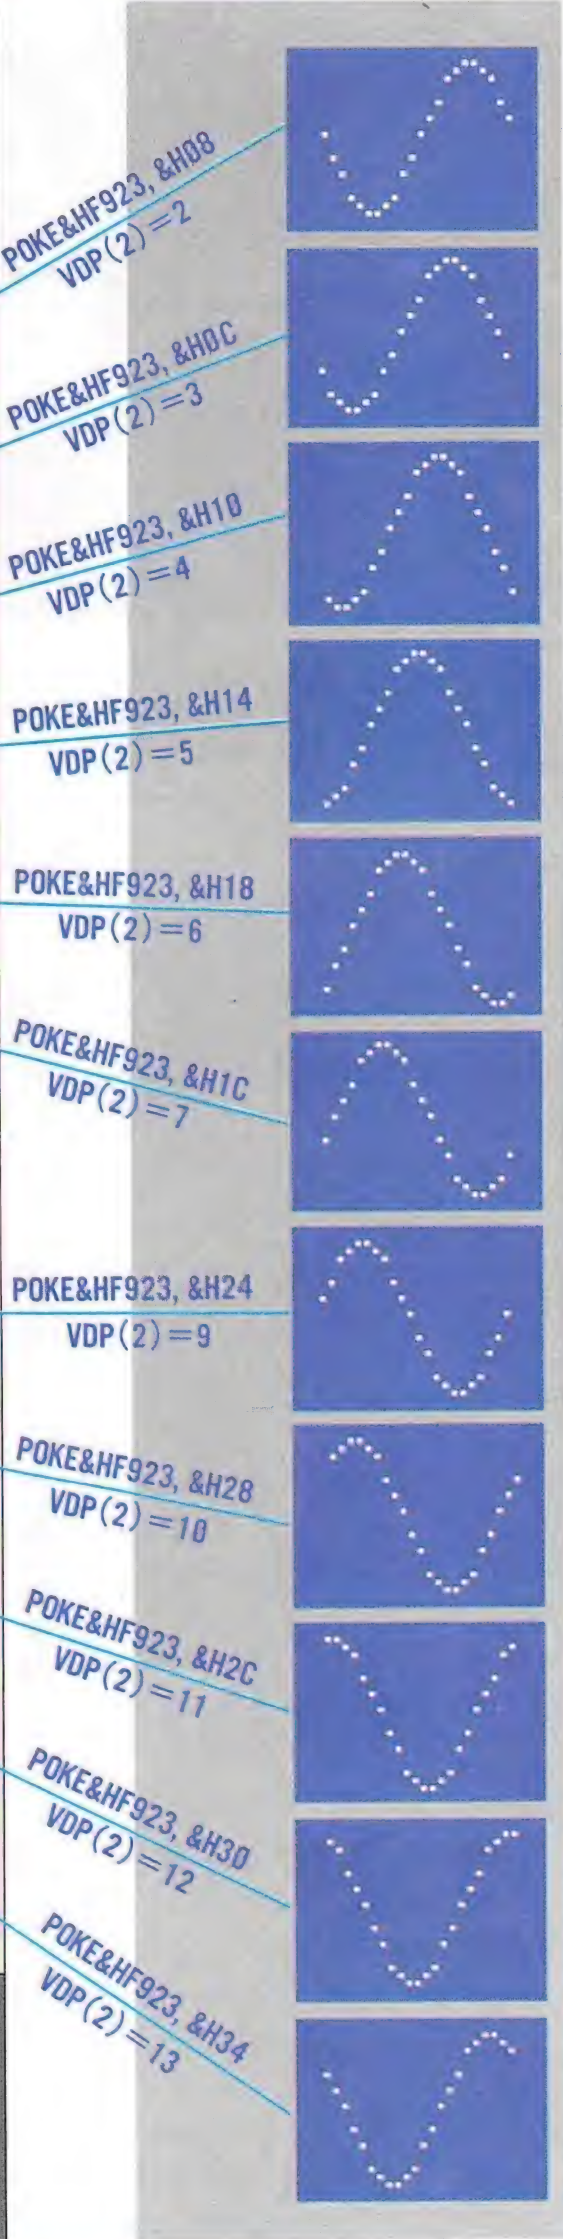 POKE&HF923, &H08
VDP(2)=2
POKE&HF923, &H0C
VDP(2)=3
POKE&HF923, &H10
VDP(2)=4
POKE&HF923, &H14
VDP(2)=5
POKE&HF923, &H18
VDP(2)=6
POKE&HF923, &H1C
VDP(2)=7
POKE&HF923, &H24
VDP(2)=9
POKE&HF923, &H28
VDP(2)=10
POKE&HF923, &H2C
VDP(2)=11
POKE&HF923, &H30
VDP(2)=12
POKE&HF923, &H34
VDP(2)=13